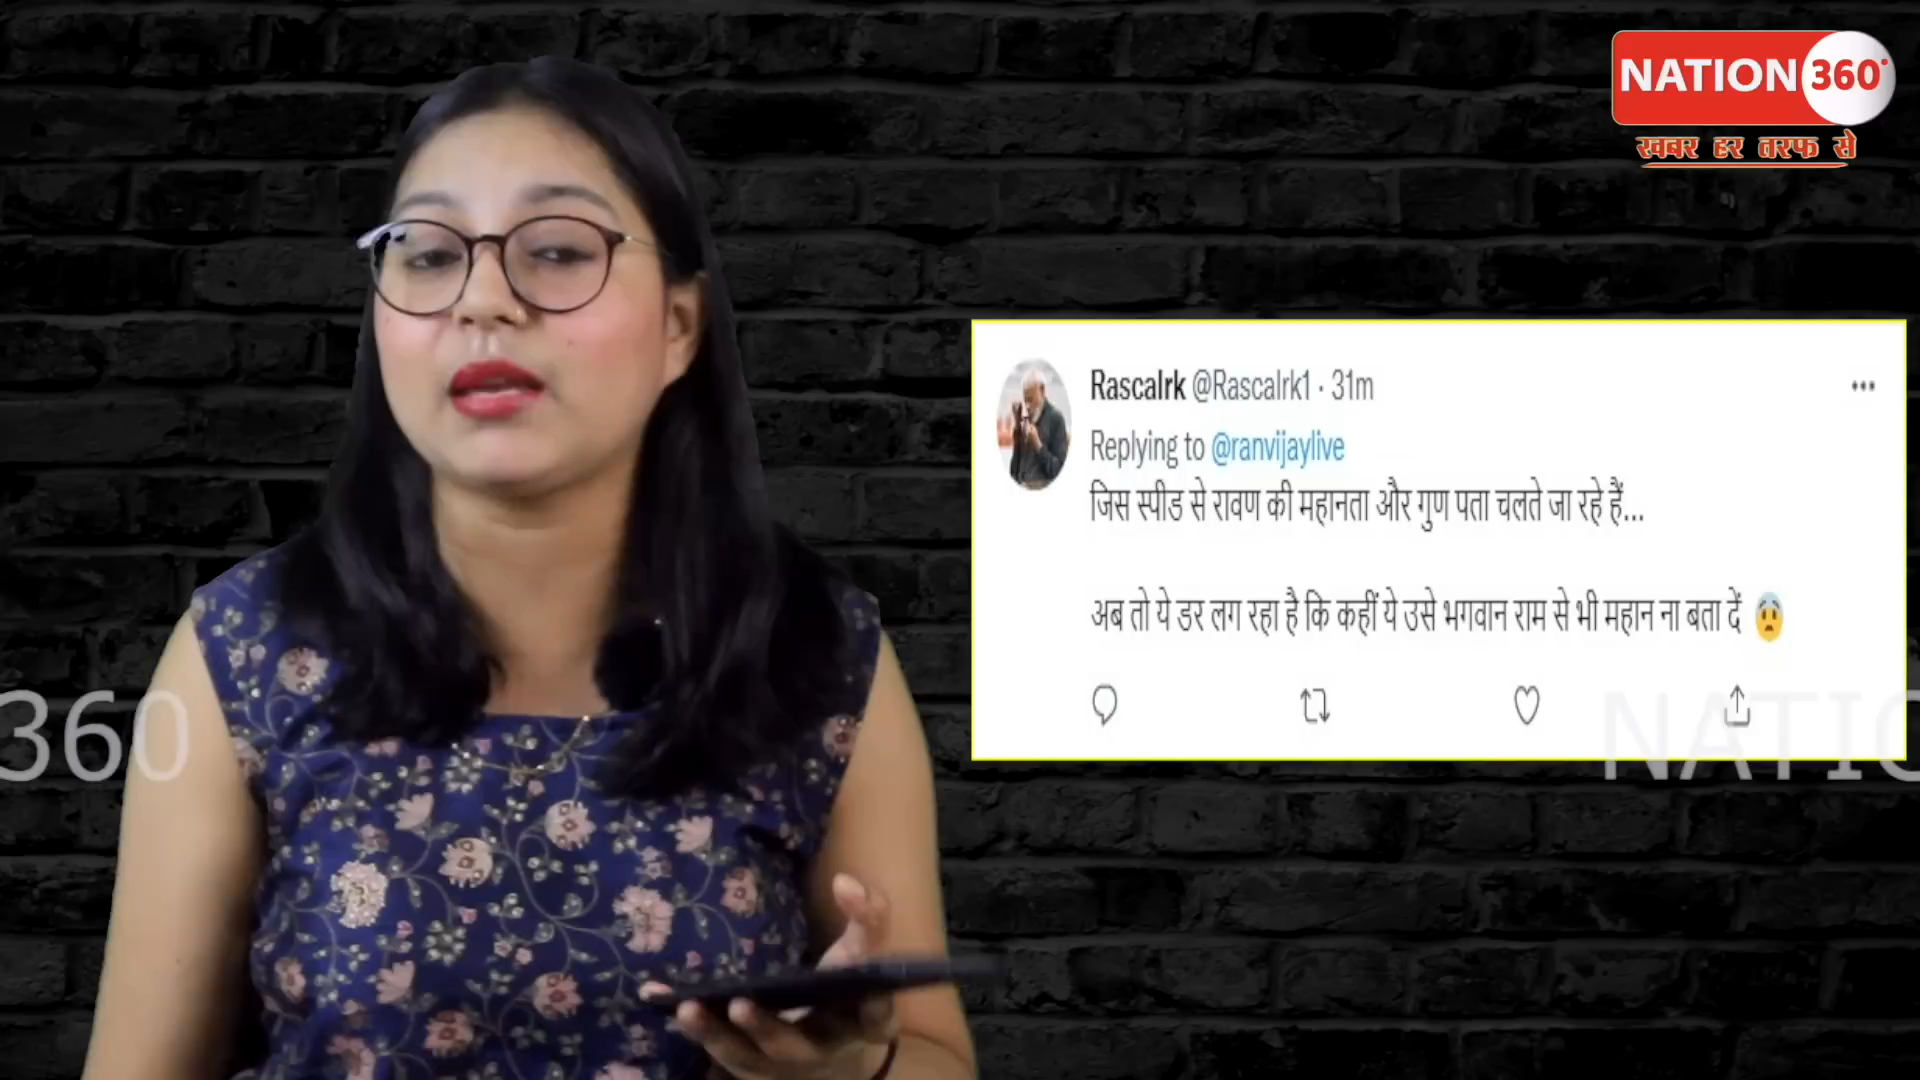 NATION 360°
खबर हर तरफ से
Rascalrk @Rascalrk1 · 31m
Replying to @ranvijaylive
जिस स्पीड से रावण की महानता और गुण पता चलते जा रहे हैं...
अब तो ये डर लग रहा है कि कहीं ये उसे भगवान राम से भी महान ना बता दें 😨
360
NATIO